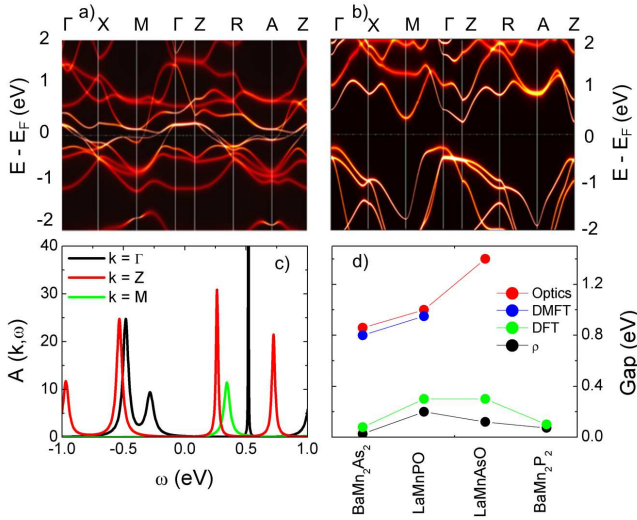 Γ X a) M Γ Z R A Z
Γ X b) M Γ Z R A Z
2
1
0
-1
-2
E - E_F (eV)
2
1
0
-1
-2
E - E_F (eV)
40
30
20
10
0
A (k,ω)
k = Γ
k = Z
k = M
c)
-1.0 -0.5 0.0 0.5 1.0
ω (eV)
d)
Optics
DMFT
DFT
ρ
1.2
0.8
0.4
0.0
Gap (eV)
BaMn₂As₂
LaMnPO
LaMnAsO
BaMn₂P₂